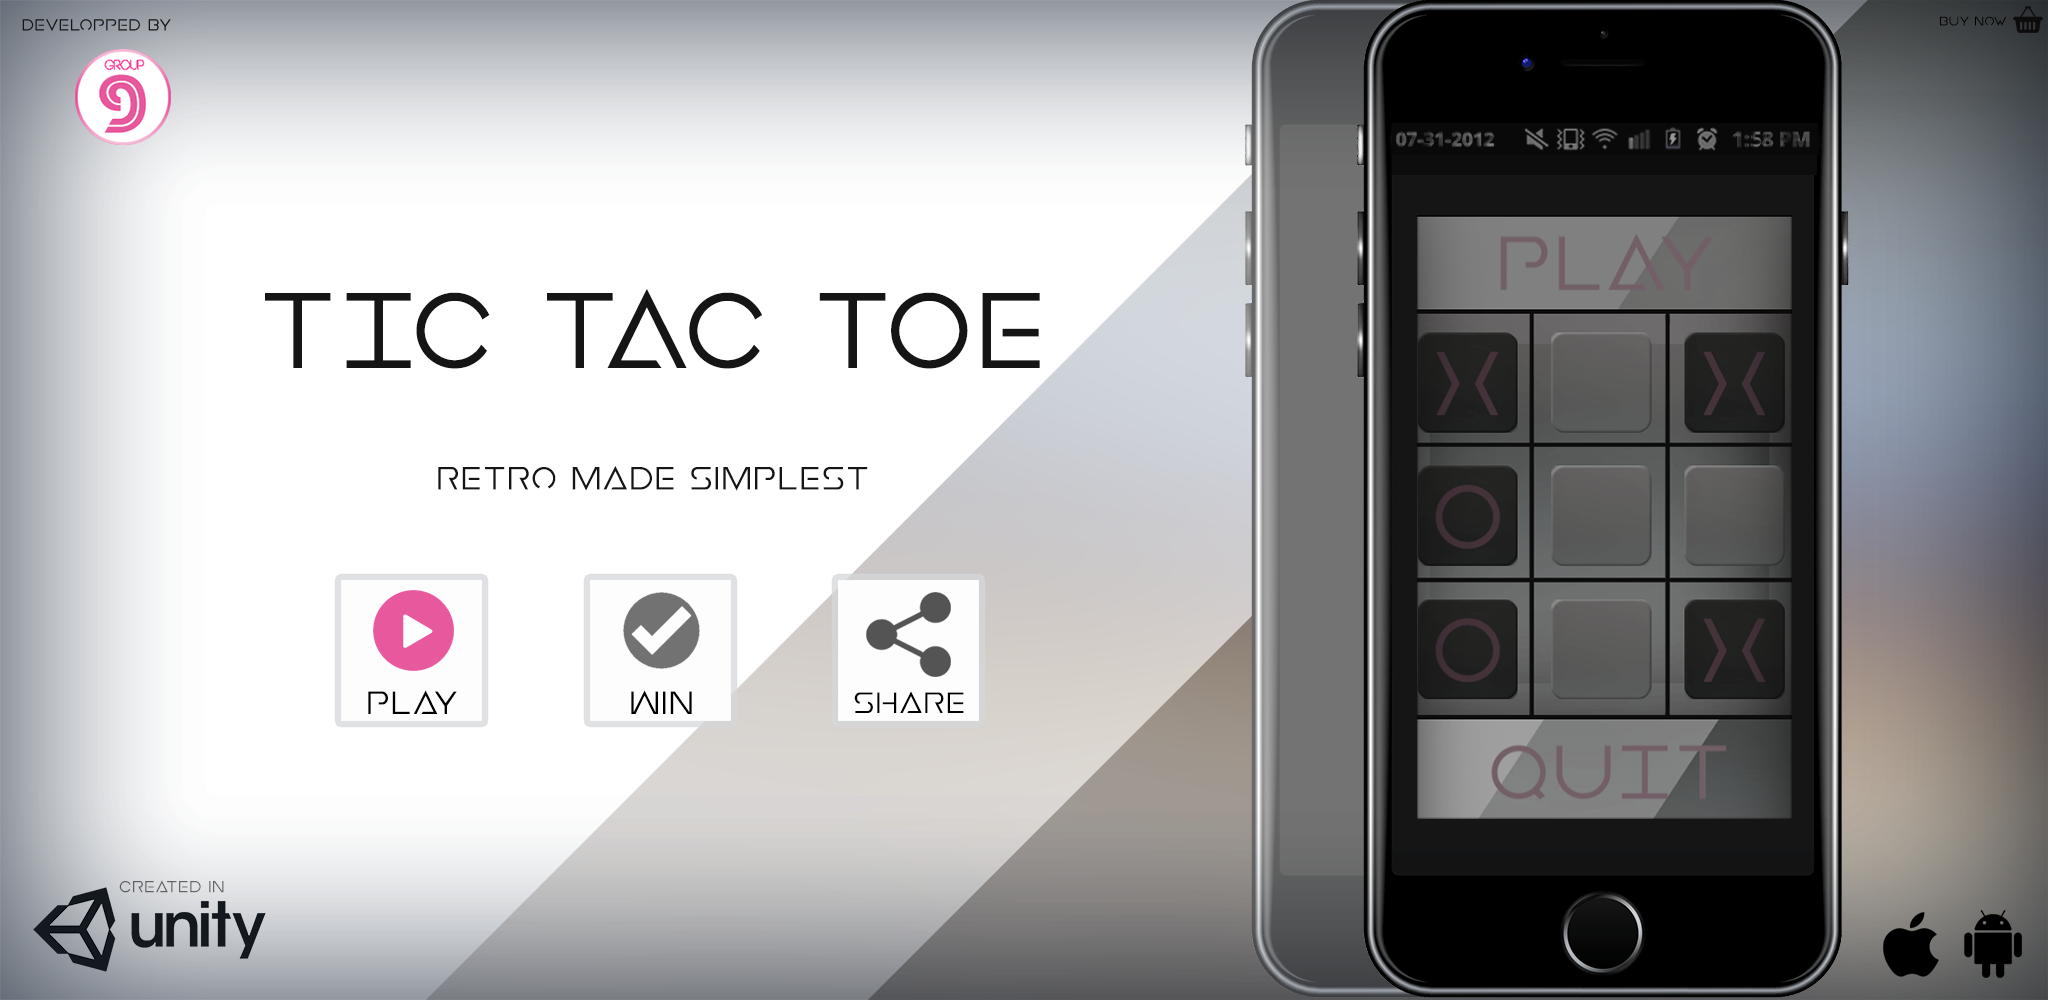 DEVELOPPED BY
GROUP
9
BUY NOW
TIC TAC TOE
RETRO MADE SIMPLEST
PLAY
WIN
SHARE
CREATED IN
unity
07-31-2012
1:58 PM
PLAY
X X
O
O X
QUIT